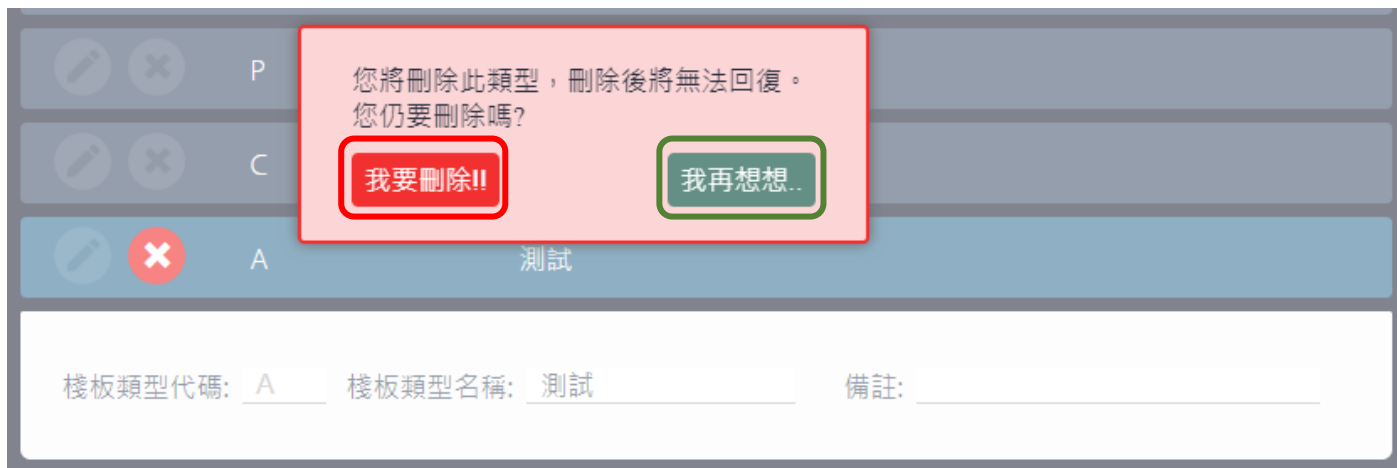 P
您將刪除此類型，刪除後將無法回復。
您仍要刪除嗎?
C
我要刪除!!
我再想想..
A 測試
棧板類型代碼: A 棧板類型名稱: 測試 備註: